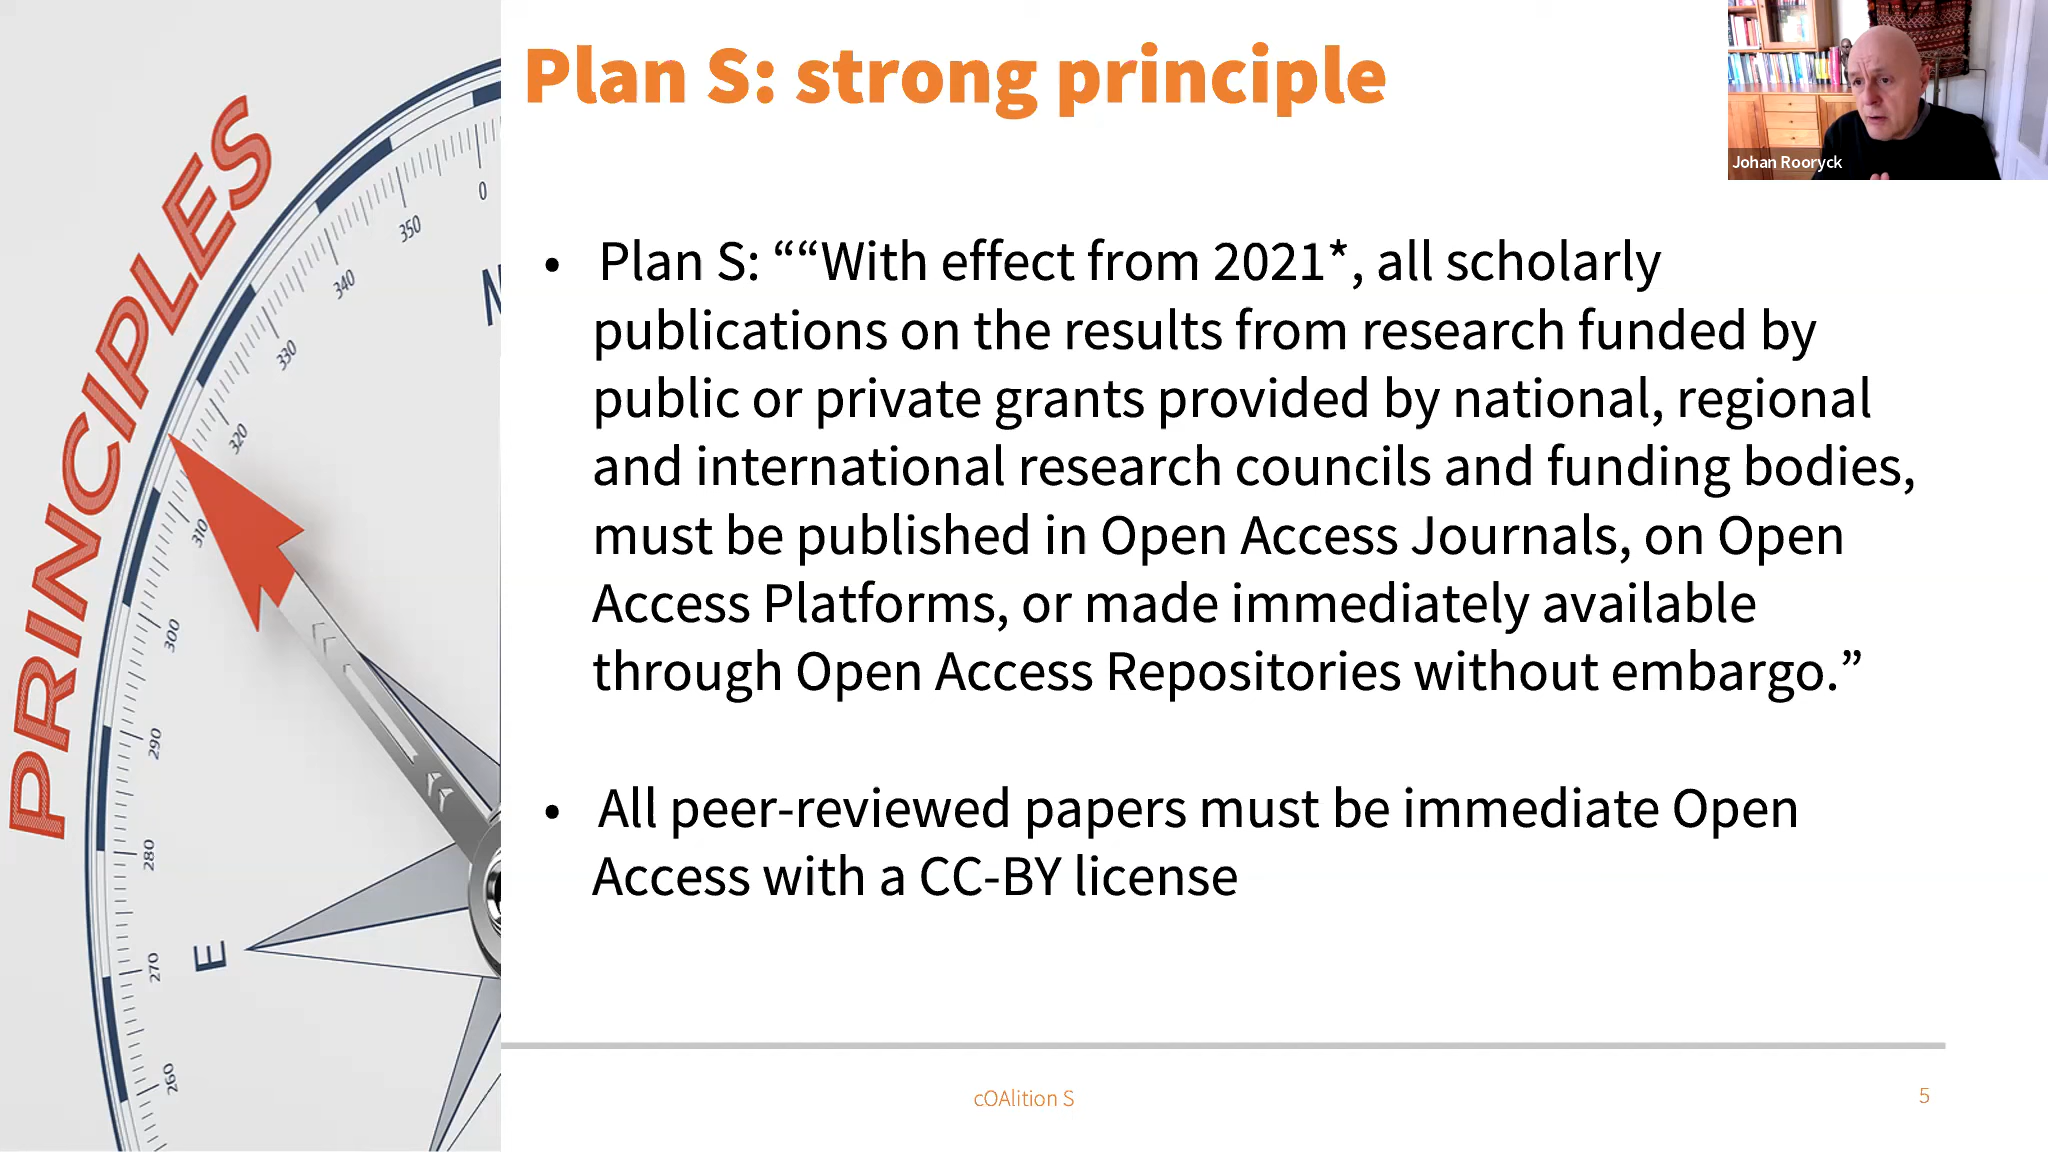 Plan S: strong principle
Johan Rooryck
PRINCIPLES
0
350
340
330
320
310
300
290
280
270
260
N
E
• Plan S: ““With effect from 2021*, all scholarly
publications on the results from research funded by
public or private grants provided by national, regional
and international research councils and funding bodies,
must be published in Open Access Journals, on Open
Access Platforms, or made immediately available
through Open Access Repositories without embargo.”
• All peer-reviewed papers must be immediate Open
Access with a CC-BY license
cOAlition S
5